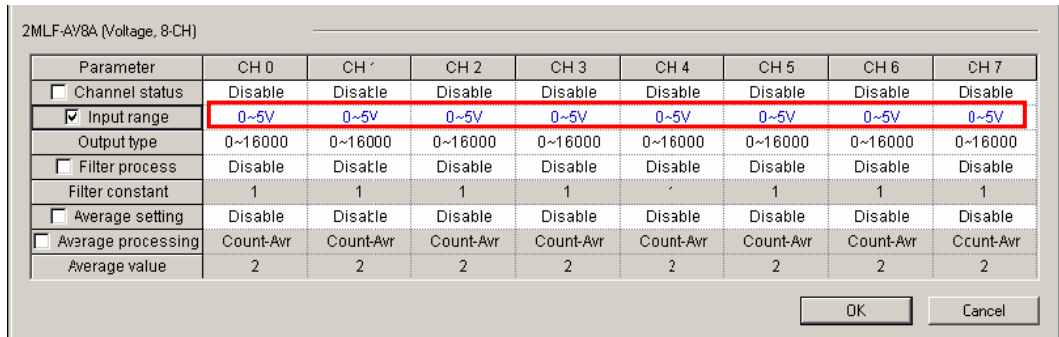 2MLF-AV8A (Voltage, 8-CH)
Parameter CH 0 CH CH 2 CH 3 CH 4 CH 5 CH 6 CH 7
Channel status Disable Disable Disable Disable Disable Disable Disable Disable
Input range 0~5V 0~5V 0~5V 0~5V 0~5V 0~5V 0~5V 0~5V
Output type 0~16000 0~16000 0~16000 0~16000 0~16000 0~16000 0~16000 0~16000
Filter process Disable Disable Disable Disable Disable Disable Disable Disable
Filter constant 1 1 1 1 1 1 1
Average setting Disable Disable Disable Disable Disable Disable Disable Disable
Average processing Count-Avr Count-Avr Count-Avr Count-Avr Count-Avr Count-Avr Count-Avr Count-Avr
Average value 2 2 2 2 2 2 2 2
OK Cancel